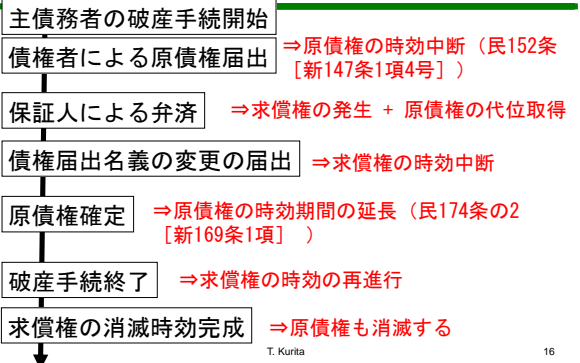 主債務者の破産手続開始
債権者による原債権届出
⇒原債権の時効中断（民152条
［新147条1項4号］）
保証人による弁済
⇒求償権の発生 + 原債権の代位取得
債権届出名義の変更の届出
⇒求償権の時効中断
原債権確定
⇒原債権の時効期間の延長（民174条の2
［新169条1項］ ）
破産手続終了
⇒求償権の時効の再進行
求償権の消滅時効完成
⇒原債権も消滅する
T. Kurita
16